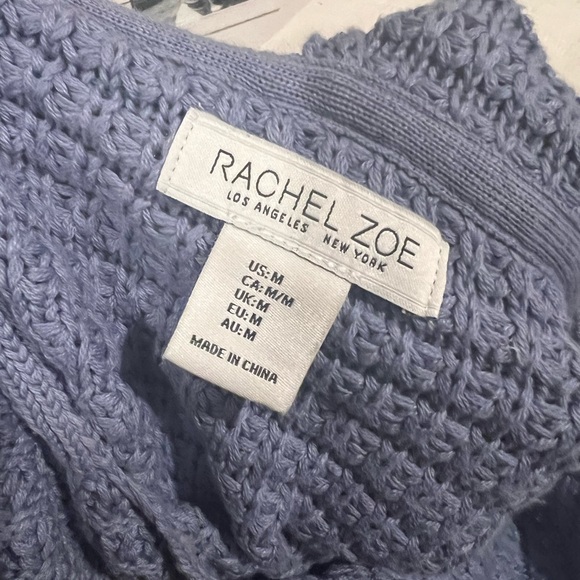 RACHEL ZOE
LOS ANGELES NEW YORK
US: M
CA: M/M
UK: M
EU: M
AU: M
MADE IN CHINA